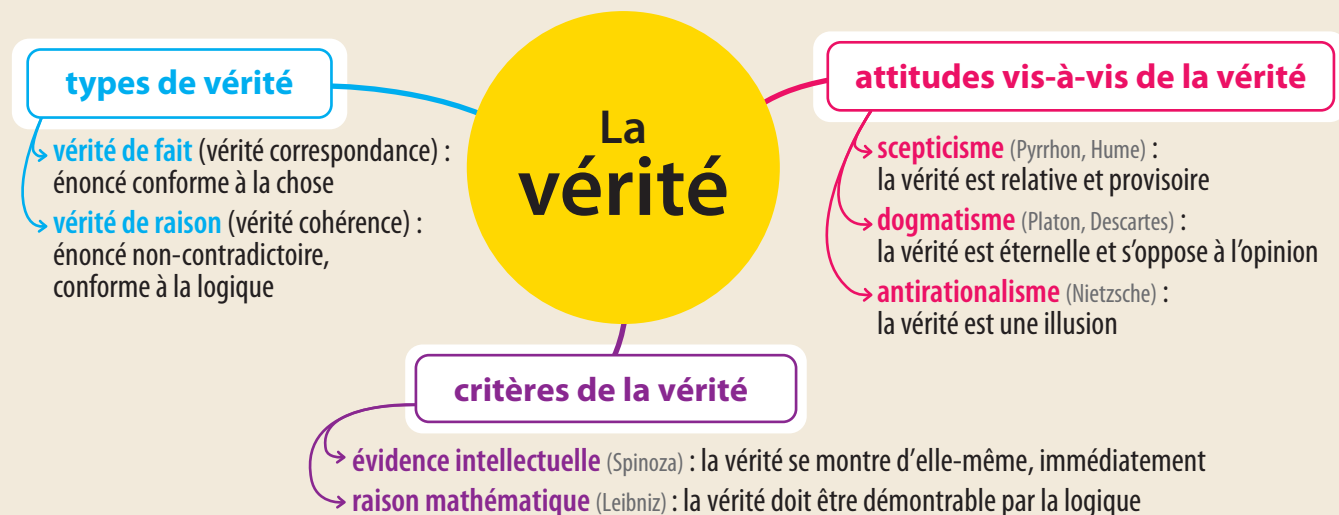 La
vérité
types de vérité
vérité de fait (vérité correspondance) :
énoncé conforme à la chose
vérité de raison (vérité cohérence) :
énoncé non-contradictoire,
conforme à la logique
attitudes vis-à-vis de la vérité
scepticisme (Pyrrhon, Hume) :
la vérité est relative et provisoire
dogmatisme (Platon, Descartes) :
la vérité est éternelle et s’oppose à l’opinion
antirationalisme (Nietzsche) :
la vérité est une illusion
critères de la vérité
évidence intellectuelle (Spinoza) : la vérité se montre d’elle-même, immédiatement
raison mathématique (Leibniz) : la vérité doit être démontrable par la logique